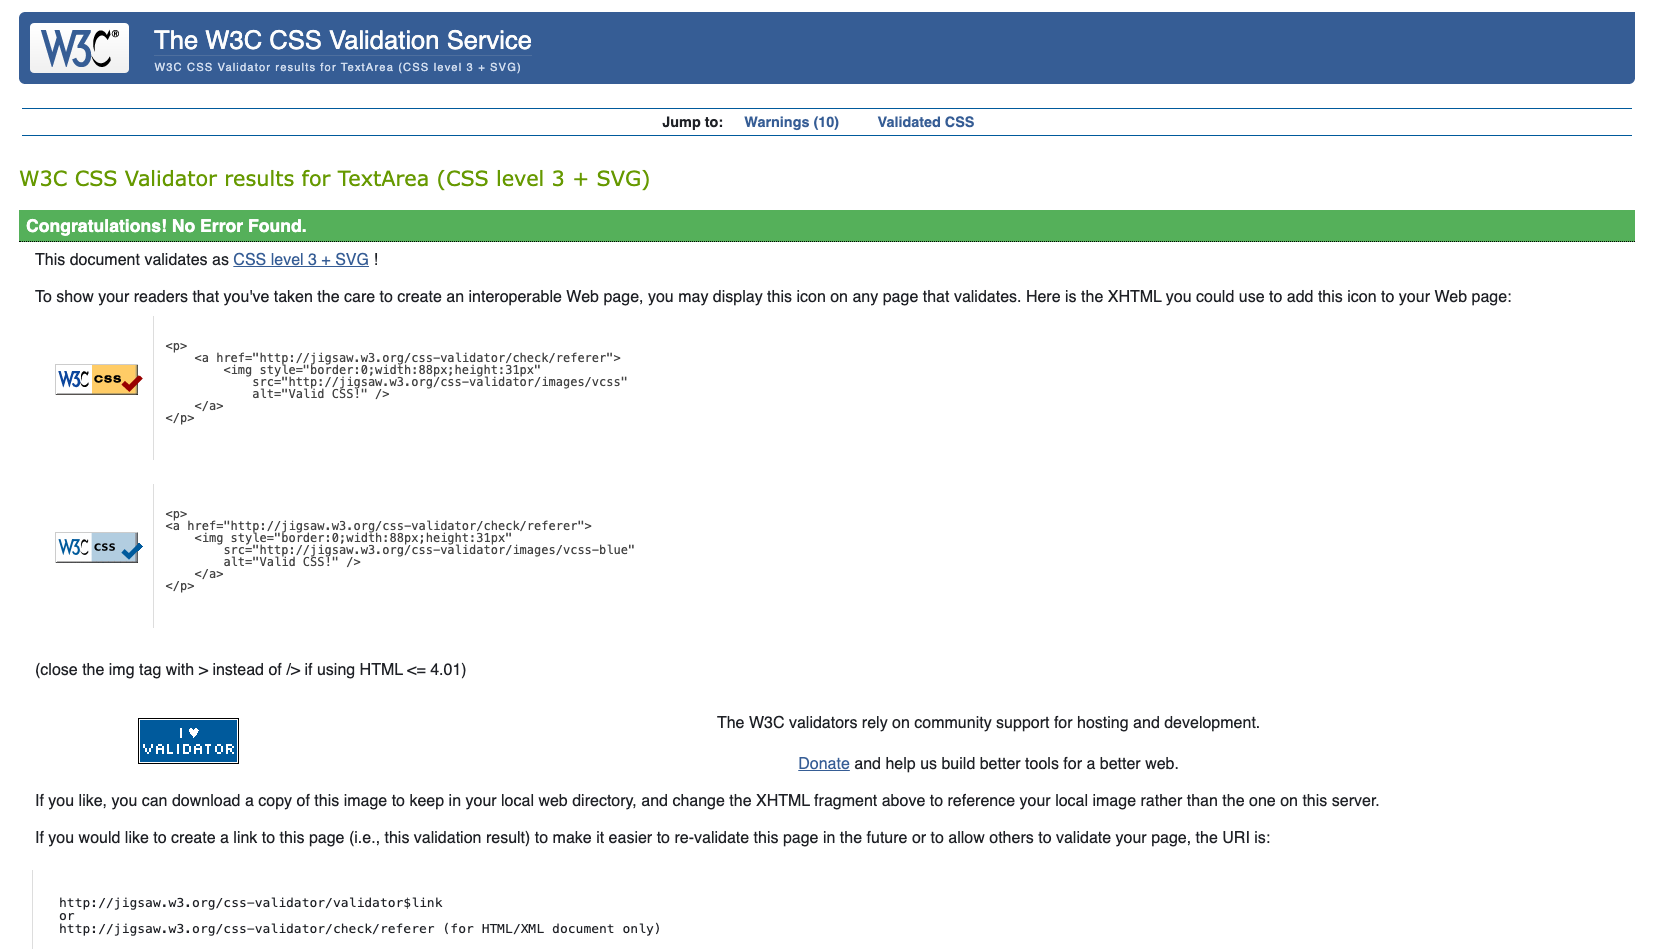 W3C®
The W3C CSS Validation Service
W3C CSS Validator results for TextArea (CSS level 3 + SVG)
Jump to: Warnings (10) Validated CSS
W3C CSS Validator results for TextArea (CSS level 3 + SVG)
Congratulations! No Error Found.
This document validates as CSS level 3 + SVG !
To show your readers that you've taken the care to create an interoperable Web page, you may display this icon on any page that validates. Here is the XHTML you could use to add this icon to your Web page:
W3C css
<p>
    <a href="http://jigsaw.w3.org/css-validator/check/referer">
        <img style="border:0;width:88px;height:31px"
            src="http://jigsaw.w3.org/css-validator/images/vcss"
            alt="Valid CSS!" />
    </a>
</p>
W3C css
<p>
<a href="http://jigsaw.w3.org/css-validator/check/referer">
    <img style="border:0;width:88px;height:31px"
        src="http://jigsaw.w3.org/css-validator/images/vcss-blue"
        alt="Valid CSS!" />
    </a>
</p>
(close the img tag with > instead of /> if using HTML <= 4.01)
I ♥
VALIDATOR
The W3C validators rely on community support for hosting and development.
Donate and help us build better tools for a better web.
If you like, you can download a copy of this image to keep in your local web directory, and change the XHTML fragment above to reference your local image rather than the one on this server.
If you would like to create a link to this page (i.e., this validation result) to make it easier to re-validate this page in the future or to allow others to validate your page, the URI is:
http://jigsaw.w3.org/css-validator/validator$link
or
http://jigsaw.w3.org/css-validator/check/referer (for HTML/XML document only)